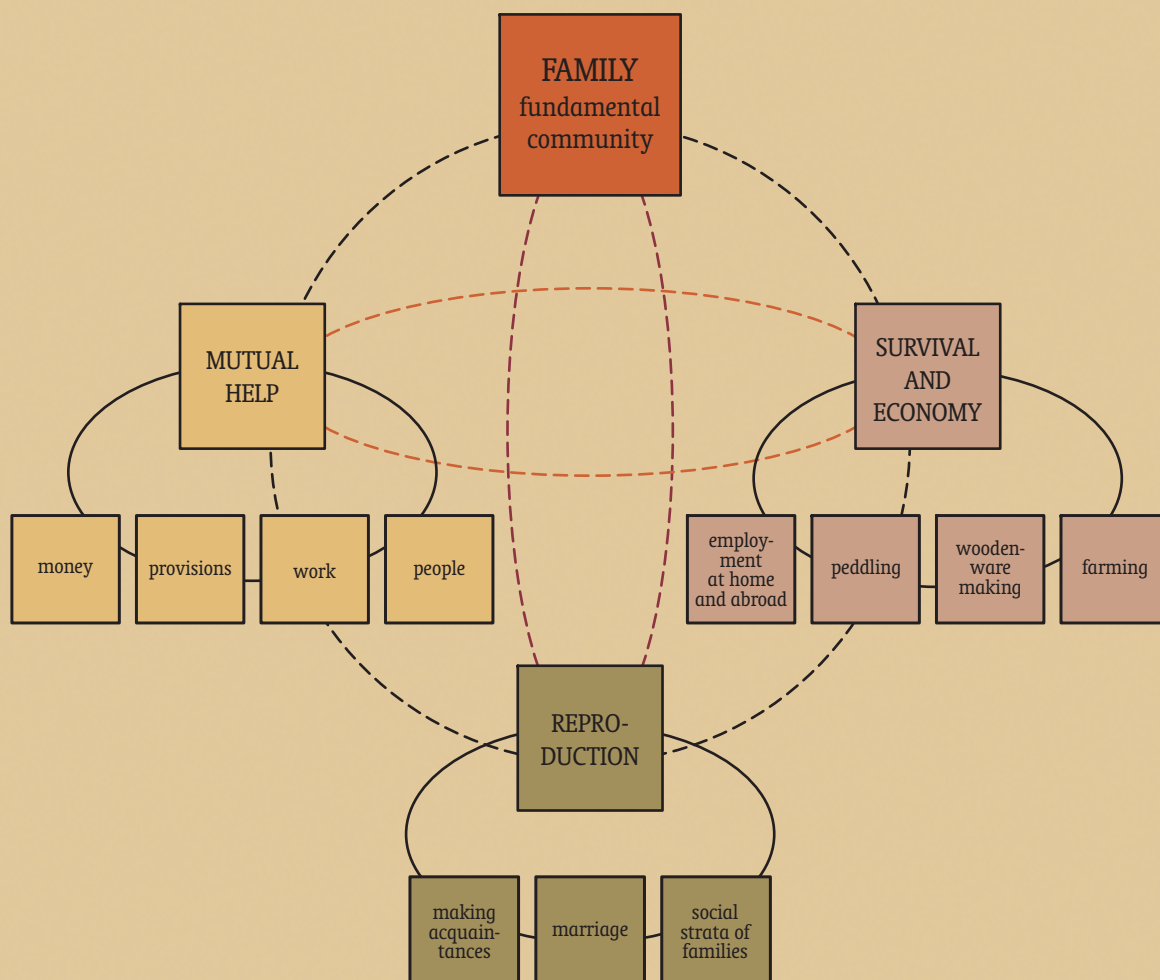 FAMILY
fundamental
community
MUTUAL
HELP
SURVIVAL
AND
ECONOMY
money
provisions
work
people
employ-
ment
at home
and abroad
peddling
wooden-
ware
making
farming
REPRO-
DUCTION
making
acquain-
tances
marriage
social
strata of
families